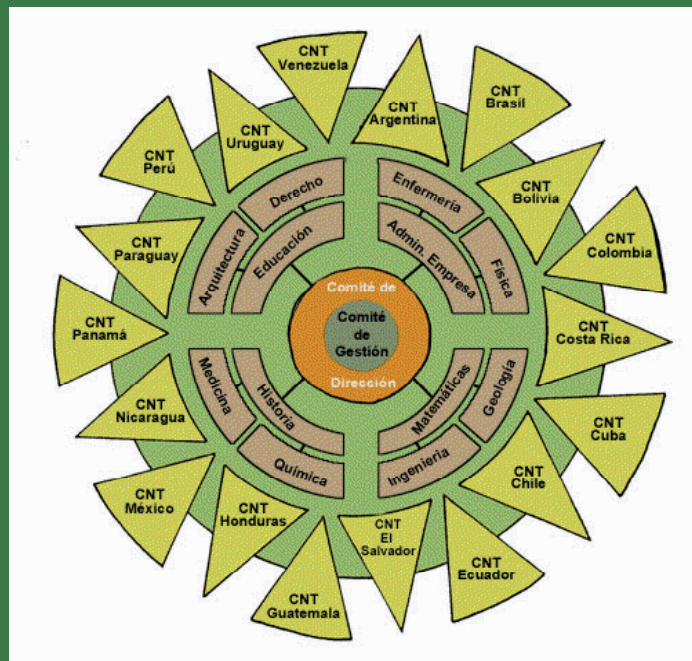 CNT
Venezuela
CNT
Argentina
CNT
Brasil
CNT
Bolivia
CNT
Colombia
CNT
Costa Rica
CNT
Cuba
CNT
Chile
CNT
Ecuador
CNT
El
Salvador
CNT
Guatemala
CNT
Honduras
CNT
México
CNT
Nicaragua
CNT
Panamá
CNT
Paraguay
CNT
Perú
CNT
Uruguay
Derecho
Enfermería
Arquitectura
Educación
Admin. Empresa
Física
Comité de
Comité
de
Gestión
Dirección
Medicina
Historia
Matemáticas
Geología
Química
Ingeniería